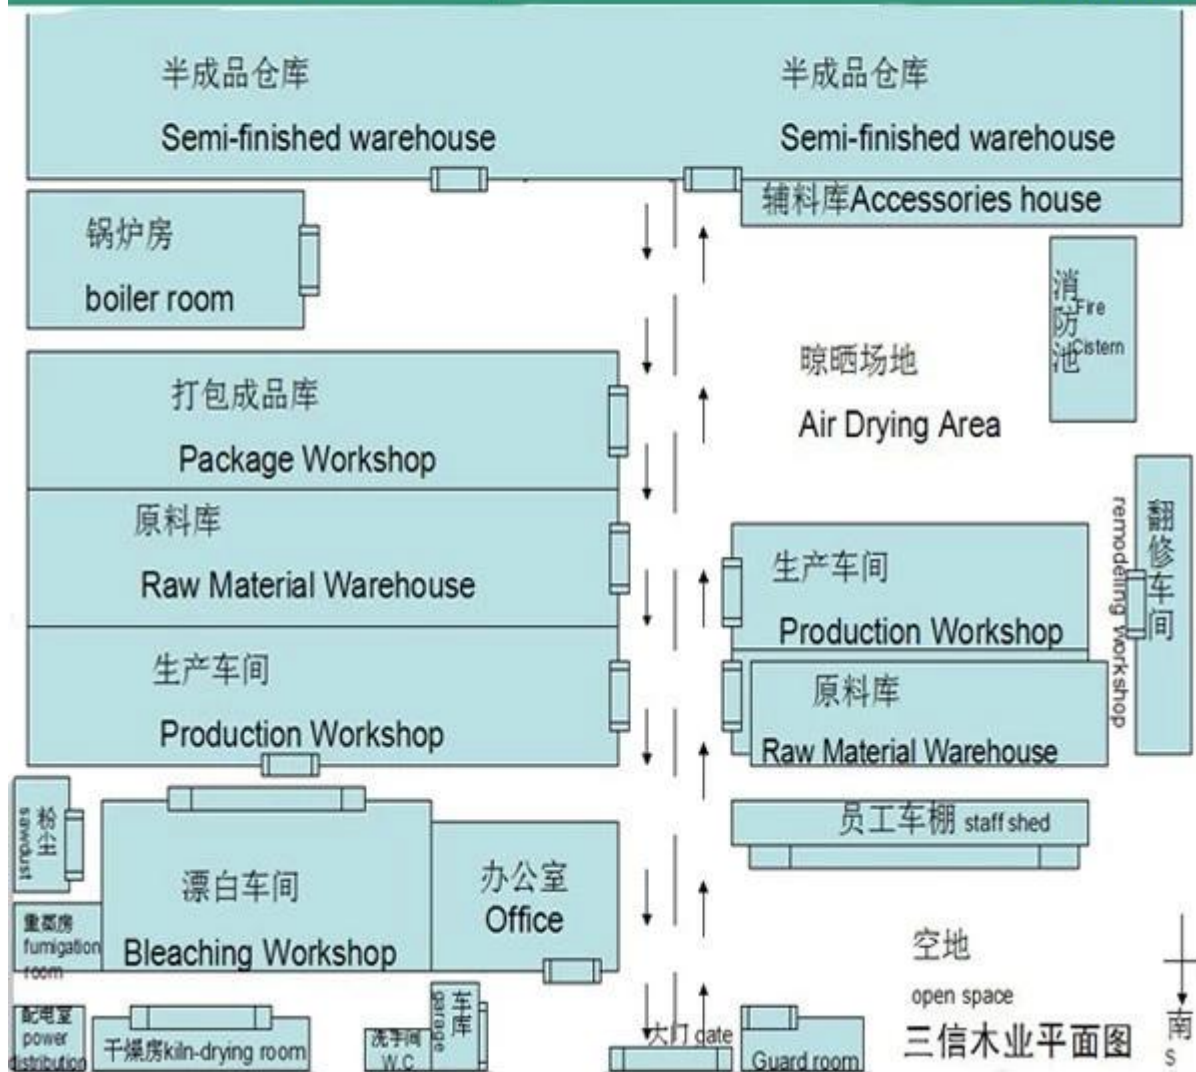 半成品仓库
Semi-finished warehouse
半成品仓库
Semi-finished warehouse
辅料库Accessories house
锅炉房
boiler room
消防池
Fire
Cistern
晾晒场地
Air Drying Area
打包成品库
Package Workshop
原料库
Raw Material Warehouse
生产车间
Production Workshop
生产车间
Production Workshop
原料库
Raw Material Warehouse
翻修车间
remodeling workshop
员工车棚 staff shed
粉尘
sawdust
漂白车间
Bleaching Workshop
办公室
Office
重蒸房
fumigation
room
空地
open space
配电室
power
distribution
干燥房kiln-drying room
洗手间
W.C
车库
garage
大门 gate
Guard room
三信木业平面图
南
S